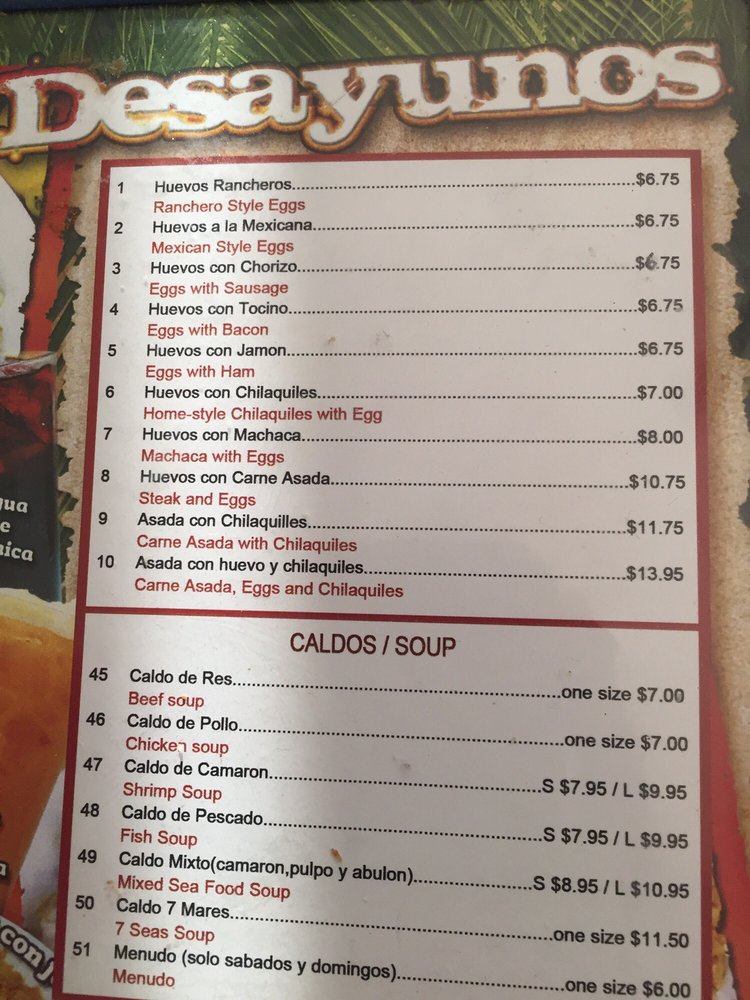 Desayunos
1 Huevos Rancheros........................................$6.75
Ranchero Style Eggs
2 Huevos a la Mexicana........................................$6.75
Mexican Style Eggs
3 Huevos con Chorizo........................................$6.75
Eggs with Sausage
4 Huevos con Tocino........................................$6.75
Eggs with Bacon
5 Huevos con Jamon........................................$6.75
Eggs with Ham
6 Huevos con Chilaquiles........................................$7.00
Home-style Chilaquiles with Egg
7 Huevos con Machaca........................................$8.00
Machaca with Eggs
8 Huevos con Carne Asada........................................$10.75
Steak and Eggs
9 Asada con Chilaquilles........................................$11.75
Carne Asada with Chilaquiles
10 Asada con huevo y chilaquiles........................................$13.95
Carne Asada, Eggs and Chilaquiles
CALDOS / SOUP
45 Caldo de Res........................................one size $7.00
Beef soup
46 Caldo de Pollo........................................one size $7.00
Chicken soup
47 Caldo de Camaron........................................S $7.95 / L $9.95
Shrimp Soup
48 Caldo de Pescado........................................S $7.95 / L $9.95
Fish Soup
49 Caldo Mixto(camaron,pulpo y abulon)....................S $8.95 / L $10.95
Mixed Sea Food Soup
50 Caldo 7 Mares........................................one size $11.50
7 Seas Soup
51 Menudo (solo sabados y domingos)....................one size $6.00
Menudo
con